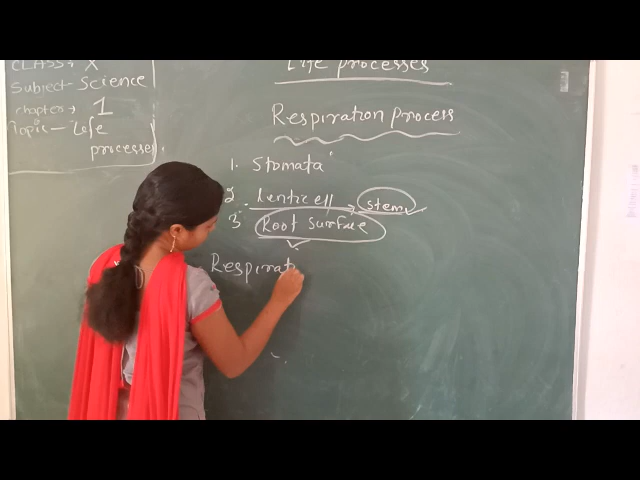 CLASS: X
Subject- Science
chapter → 1
Topic - Life
processes.
Life processes
Respiration Process
1. Stomata
2. Lenticell → Stem ✓
3 Root Surface
Respirat